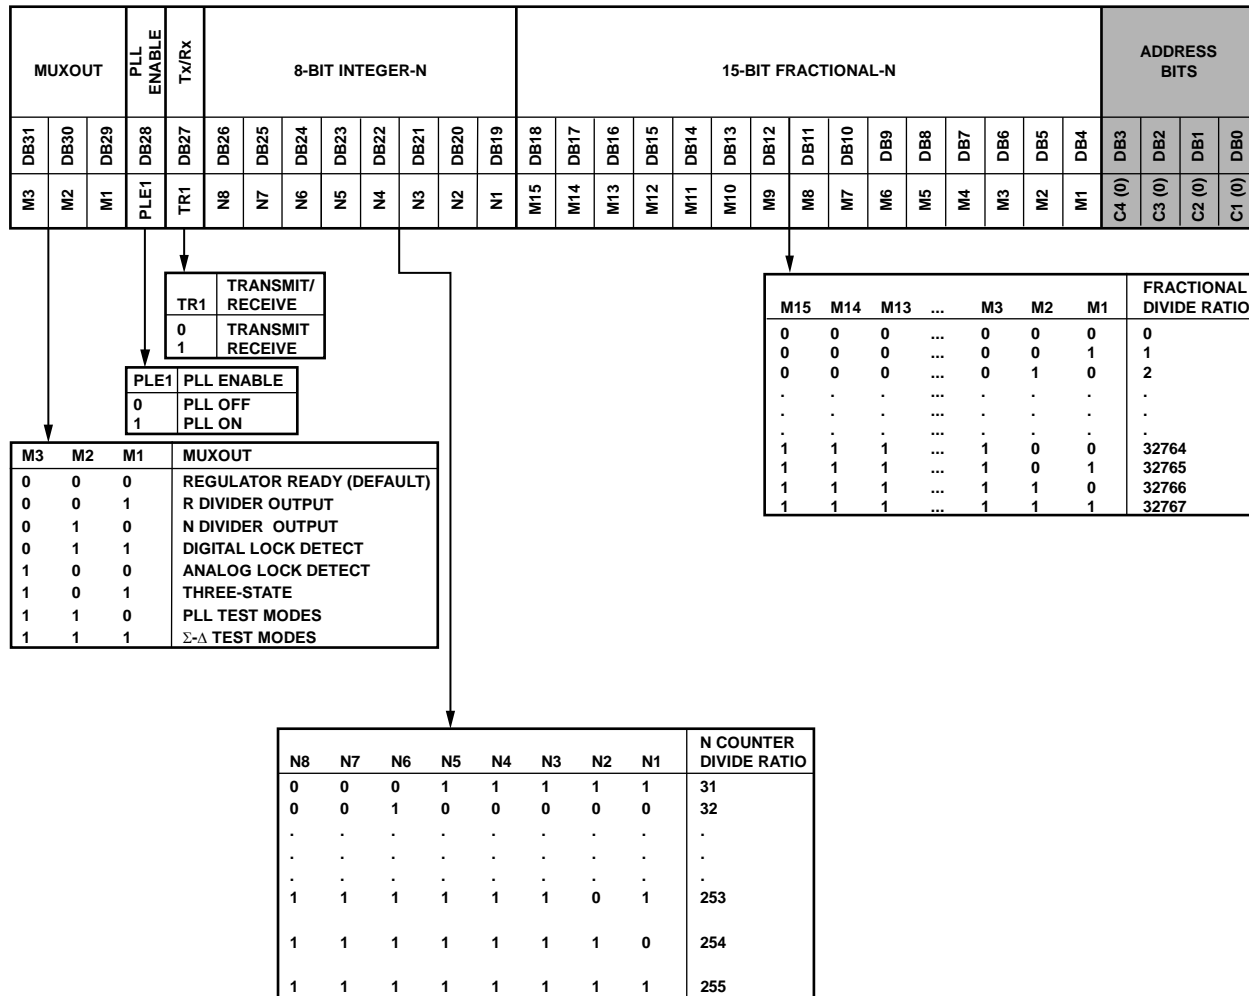 MUXOUT PLL ENABLE Tx/Rx 8-BIT INTEGER-N 15-BIT FRACTIONAL-N ADDRESS BITS
DB31 DB30 DB29 DB28 DB27 DB26 DB25 DB24 DB23 DB22 DB21 DB20 DB19 DB18 DB17 DB16 DB15 DB14 DB13 DB12 DB11 DB10 DB9 DB8 DB7 DB6 DB5 DB4 DB3 DB2 DB1 DB0
M3 M2 M1 PLE1 TR1 N8 N7 N6 N5 N4 N3 N2 N1 M15 M14 M13 M12 M11 M10 M9 M8 M7 M6 M5 M4 M3 M2 M1 C4 (0) C3 (0) C2 (0) C1 (0)
TR1 TRANSMIT/ RECEIVE
0 TRANSMIT
1 RECEIVE
PLE1 PLL ENABLE
0 PLL OFF
1 PLL ON
M3 M2 M1 MUXOUT
0 0 0 REGULATOR READY (DEFAULT)
0 0 1 R DIVIDER OUTPUT
0 1 0 N DIVIDER OUTPUT
0 1 1 DIGITAL LOCK DETECT
1 0 0 ANALOG LOCK DETECT
1 0 1 THREE-STATE
1 1 0 PLL TEST MODES
1 1 1 Σ-Δ TEST MODES
M15 M14 M13 ... M3 M2 M1 FRACTIONAL DIVIDE RATIO
0 0 0 ... 0 0 0 0
0 0 0 ... 0 0 1 1
0 0 0 ... 0 1 0 2
. . . ... . . . .
. . . ... . . . .
. . . ... . . . .
1 1 1 ... 1 0 0 32764
1 1 1 ... 1 0 1 32765
1 1 1 ... 1 1 0 32766
1 1 1 ... 1 1 1 32767
N8 N7 N6 N5 N4 N3 N2 N1 N COUNTER DIVIDE RATIO
0 0 0 1 1 1 1 1 31
0 0 1 0 0 0 0 0 32
. . . . . . . . .
. . . . . . . . .
. . . . . . . . .
1 1 1 1 1 1 0 1 253
1 1 1 1 1 1 1 0 254
1 1 1 1 1 1 1 1 255